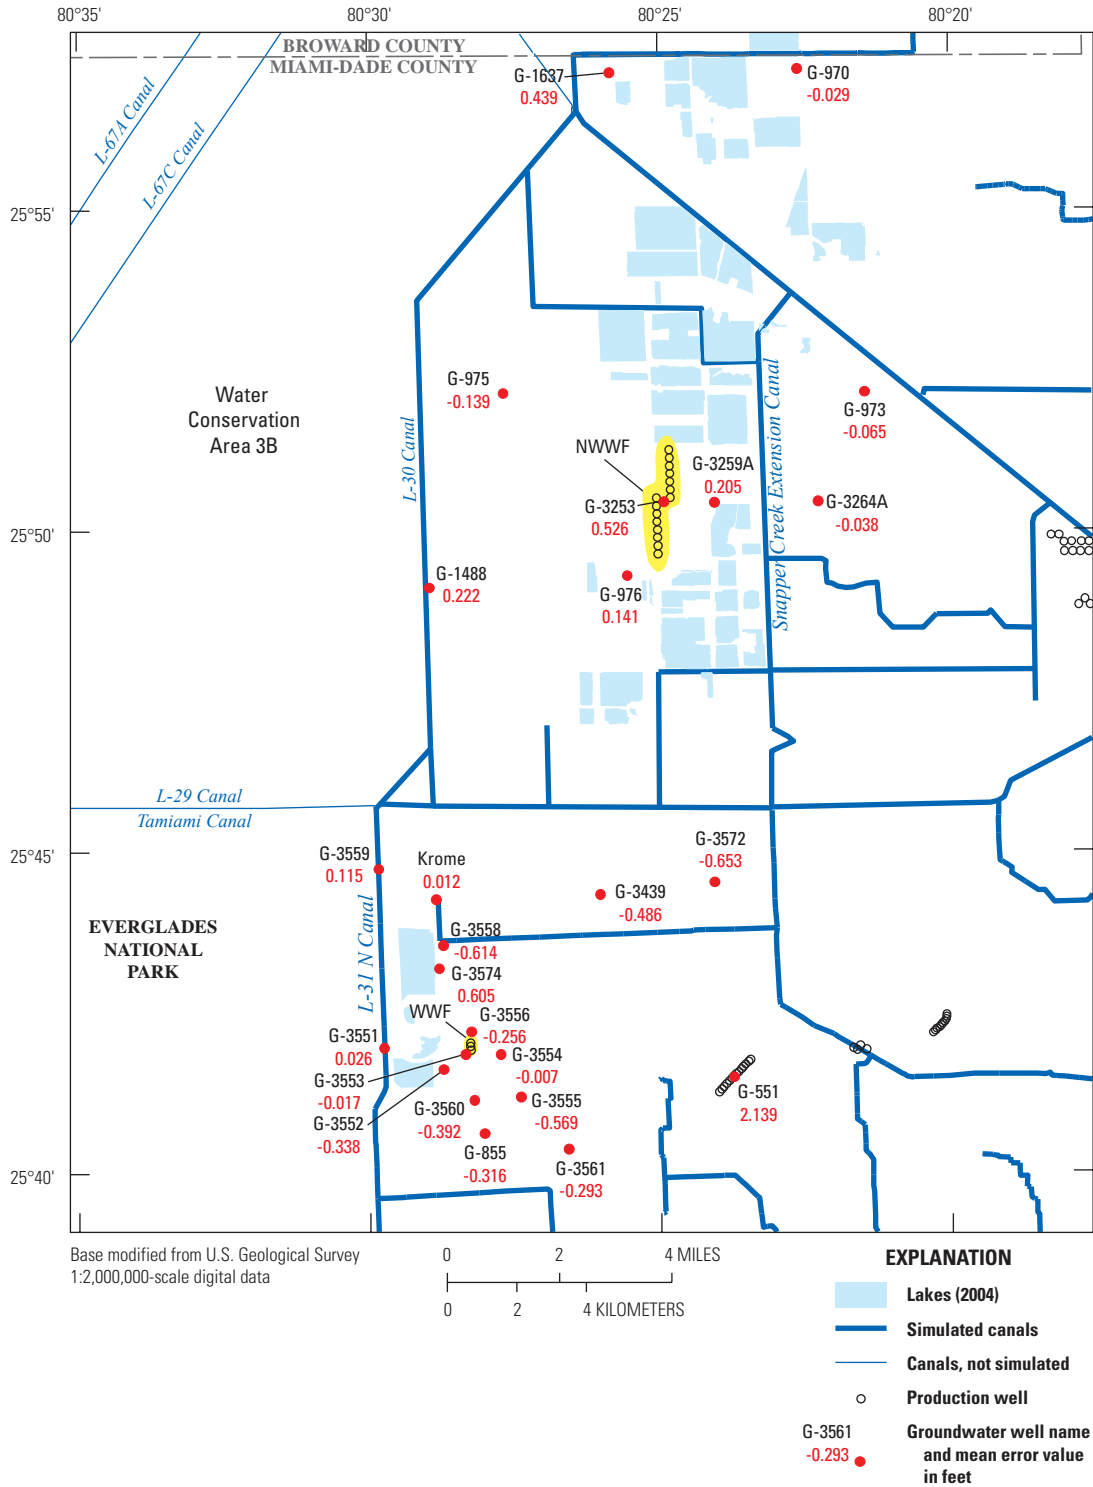 80°35'
80°30'
80°25'
80°20'
BROWARD COUNTY
MIAMI-DADE COUNTY
G-1637
0.439
G-970
-0.029
L-67A Canal
L-67C Canal
25°55'
G-975
-0.139
Water
Conservation
Area 3B
L-30 Canal
NWWF
G-3259A
0.205
G-3253
0.526
Snapper Creek Extension Canal
G-973
-0.065
G-3264A
-0.038
25°50'
G-1488
0.222
G-976
0.141
L-29 Canal
Tamiami Canal
25°45'
G-3559
0.115
Krome
0.012
G-3572
-0.653
G-3439
-0.486
EVERGLADES
NATIONAL
PARK
L-31 N Canal
G-3558
-0.614
G-3574
0.605
WWF
G-3556
-0.256
G-3551
0.026
G-3554
-0.007
G-3553
-0.017
G-3552
-0.338
G-3560
-0.392
G-3555
-0.569
G-551
2.139
G-855
-0.316
G-3561
-0.293
25°40'
Base modified from U.S. Geological Survey
1:2,000,000-scale digital data
0 2 4 MILES
0 2 4 KILOMETERS
EXPLANATION
Lakes (2004)
Simulated canals
Canals, not simulated
Production well
G-3561
-0.293
Groundwater well name
and mean error value
in feet